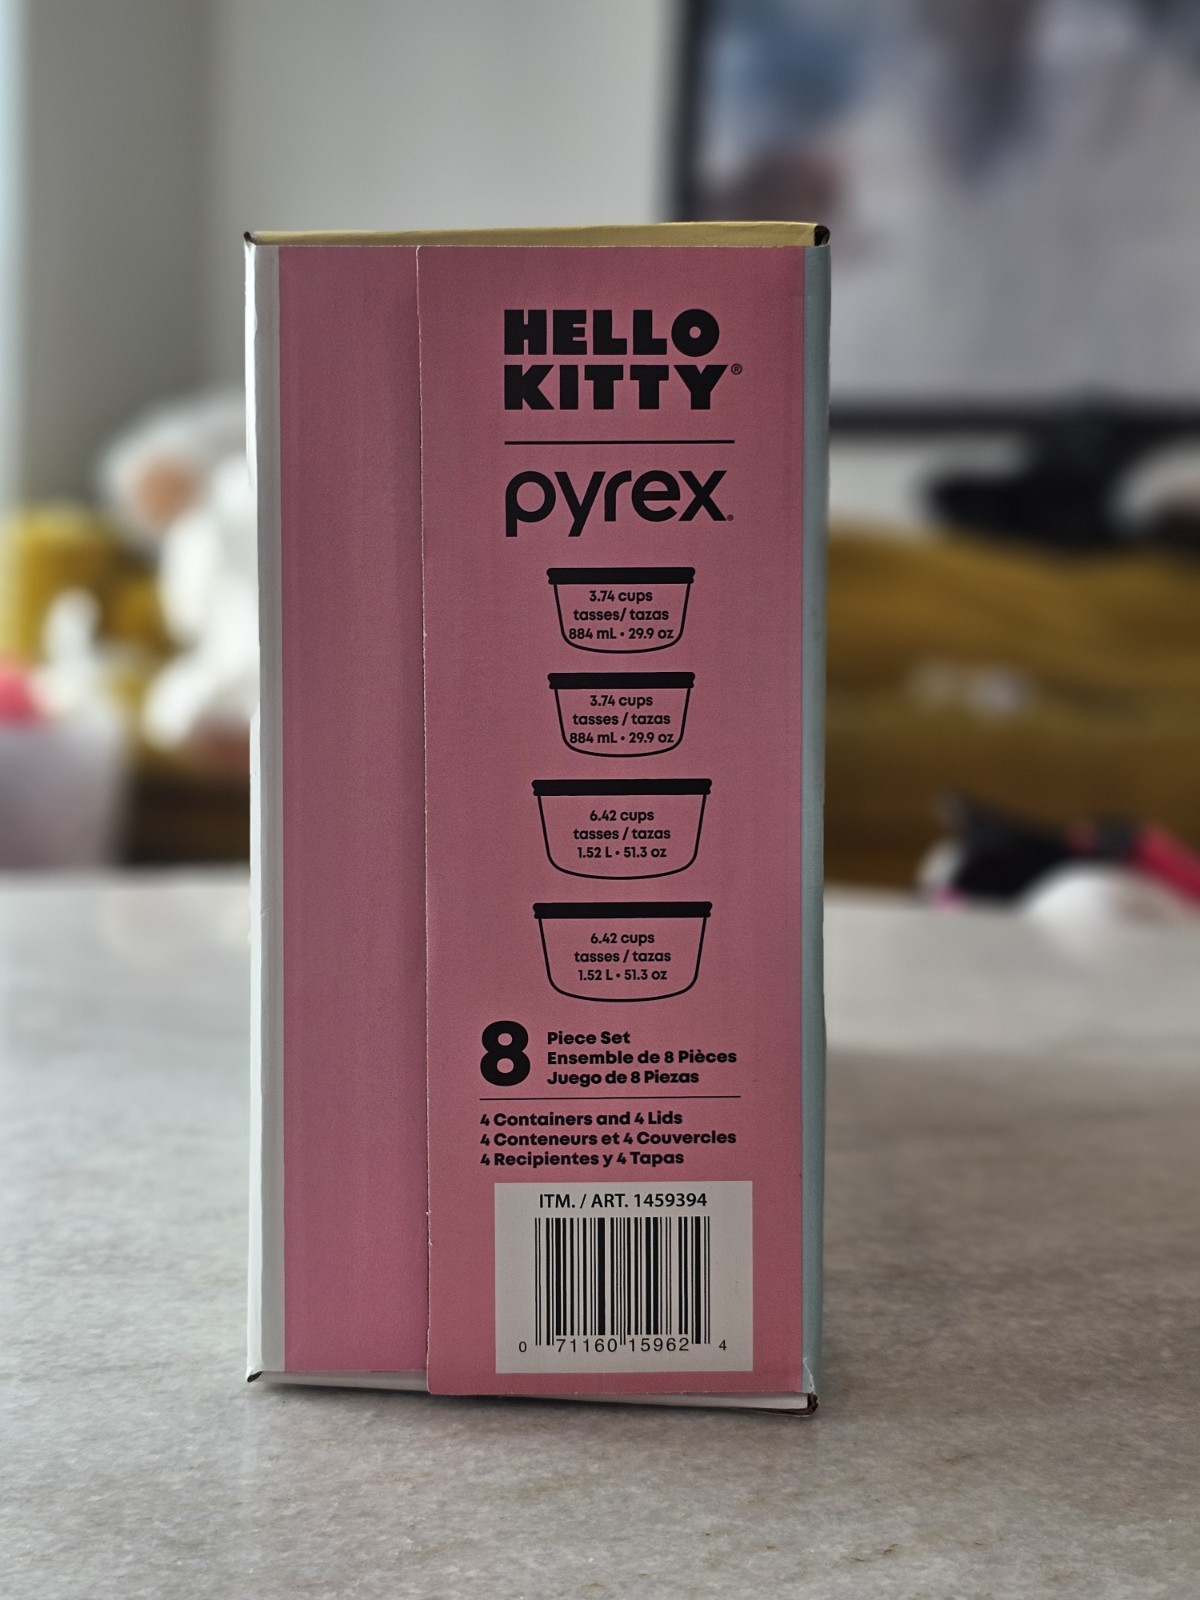 HELLO
KITTY®
pyrex®
3.74 cups
tasses/ tazas
884 mL • 29.9 oz
3.74 cups
tasses / tazas
884 mL • 29.9 oz
6.42 cups
tasses / tazas
1.52 L • 51.3 oz
6.42 cups
tasses / tazas
1.52 L • 51.3 oz
8
Piece Set
Ensemble de 8 Pièces
Juego de 8 Piezas
4 Containers and 4 Lids
4 Conteneurs et 4 Couvercles
4 Recipientes y 4 Tapas
ITM. / ART. 1459394
0 71160 15962 4